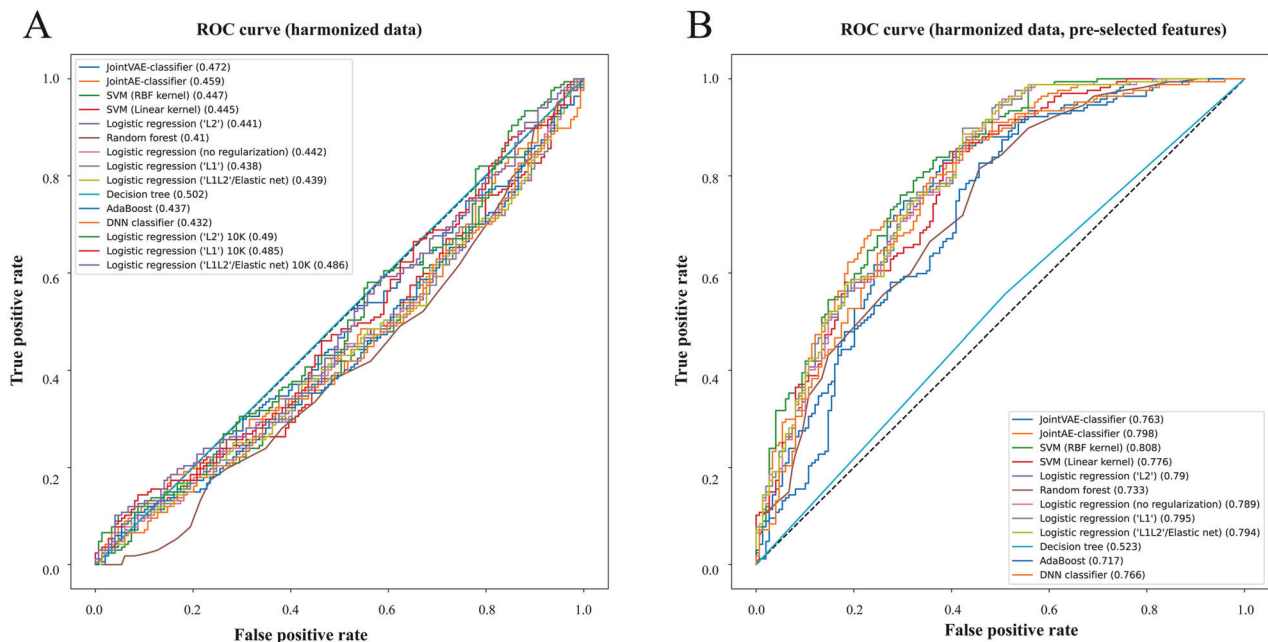 A
ROC curve (harmonized data)
JointVAE-classifier (0.472)
JointAE-classifier (0.459)
SVM (RBF kernel) (0.447)
SVM (Linear kernel) (0.445)
Logistic regression ('L2') (0.441)
Random forest (0.41)
Logistic regression (no regularization) (0.442)
Logistic regression ('L1') (0.438)
Logistic regression ('L1L2'/Elastic net) (0.439)
Decision tree (0.502)
AdaBoost (0.437)
DNN classifier (0.432)
Logistic regression ('L2') 10K (0.49)
Logistic regression ('L1') 10K (0.485)
Logistic regression ('L1L2'/Elastic net) 10K (0.486)
True positive rate
1.0
0.8
0.6
0.4
0.2
0.0
0.0 0.2 0.4 0.6 0.8 1.0
False positive rate
B
ROC curve (harmonized data, pre-selected features)
True positive rate
1.0
0.8
0.6
0.4
0.2
0.0
JointVAE-classifier (0.763)
JointAE-classifier (0.798)
SVM (RBF kernel) (0.808)
SVM (Linear kernel) (0.776)
Logistic regression ('L2') (0.79)
Random forest (0.733)
Logistic regression (no regularization) (0.789)
Logistic regression ('L1') (0.795)
Logistic regression ('L1L2'/Elastic net) (0.794)
Decision tree (0.523)
AdaBoost (0.717)
DNN classifier (0.766)
0.0 0.2 0.4 0.6 0.8 1.0
False positive rate